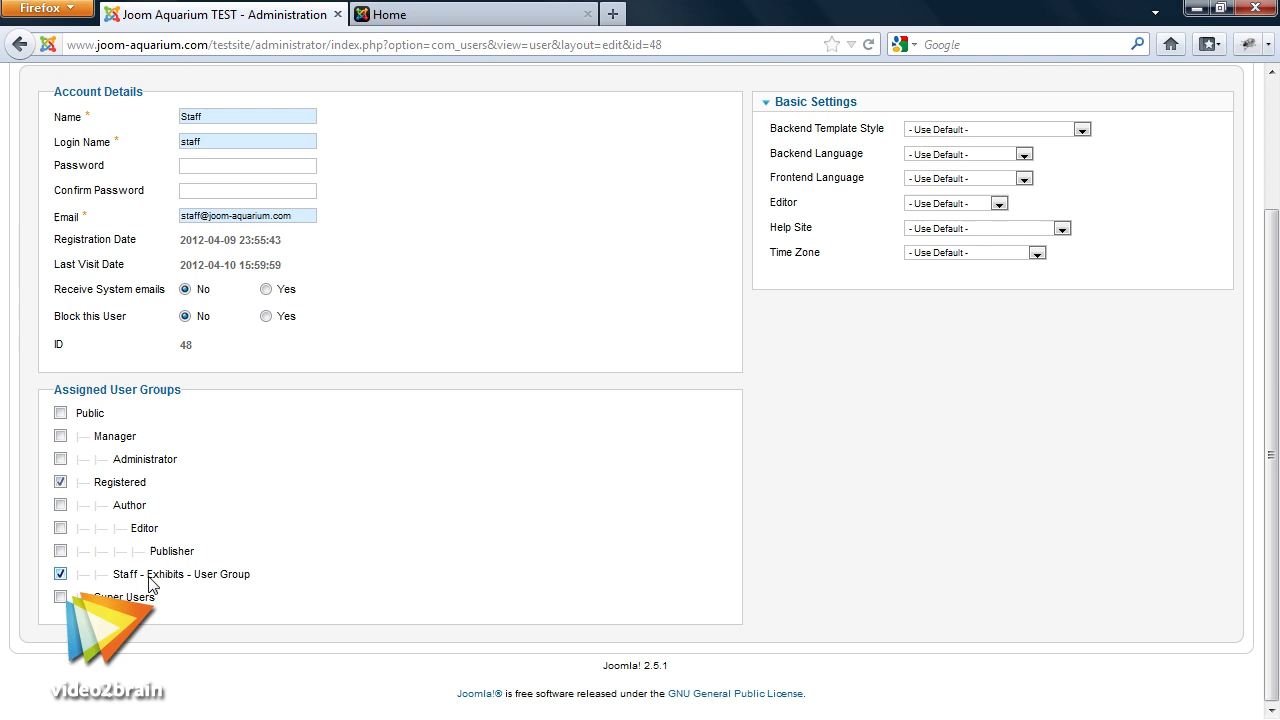 Firefox
Joom Aquarium TEST - Administration
Home
www.joom-aquarium.com/testsite/administrator/index.php?option=com_users&view=user&layout=edit&id=48
Google
Account Details
Name *
Staff
Login Name *
staff
Password
Confirm Password
Email *
staff@joom-aquarium.com
Registration Date
2012-04-09 23:55:43
Last Visit Date
2012-04-10 15:59:59
Receive System emails
No
Yes
Block this User
No
Yes
ID
48
Basic Settings
Backend Template Style
- Use Default -
Backend Language
- Use Default -
Frontend Language
- Use Default -
Editor
- Use Default -
Help Site
- Use Default -
Time Zone
- Use Default -
Assigned User Groups
Public
|— Manager
|— |— Administrator
|— Registered
|— |— Author
|— |— |— Editor
|— |— |— |— Publisher
|— |— Staff - Exhibits - User Group
Super Users
video2brain
Joomla! 2.5.1
Joomla!® is free software released under the GNU General Public License.